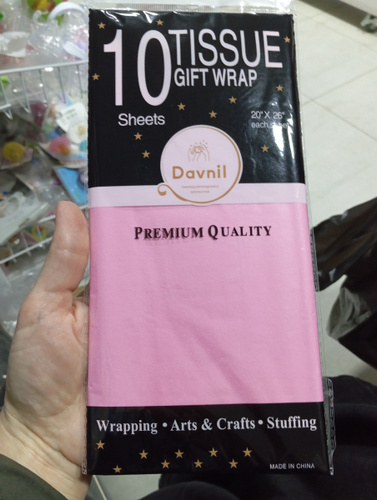 10 TISSUE
GIFT WRAP
Sheets
20" X 26"
each sheet
Davnil
PREMIUM QUALITY
Wrapping • Arts & Crafts • Stuffing
MADE IN CHINA